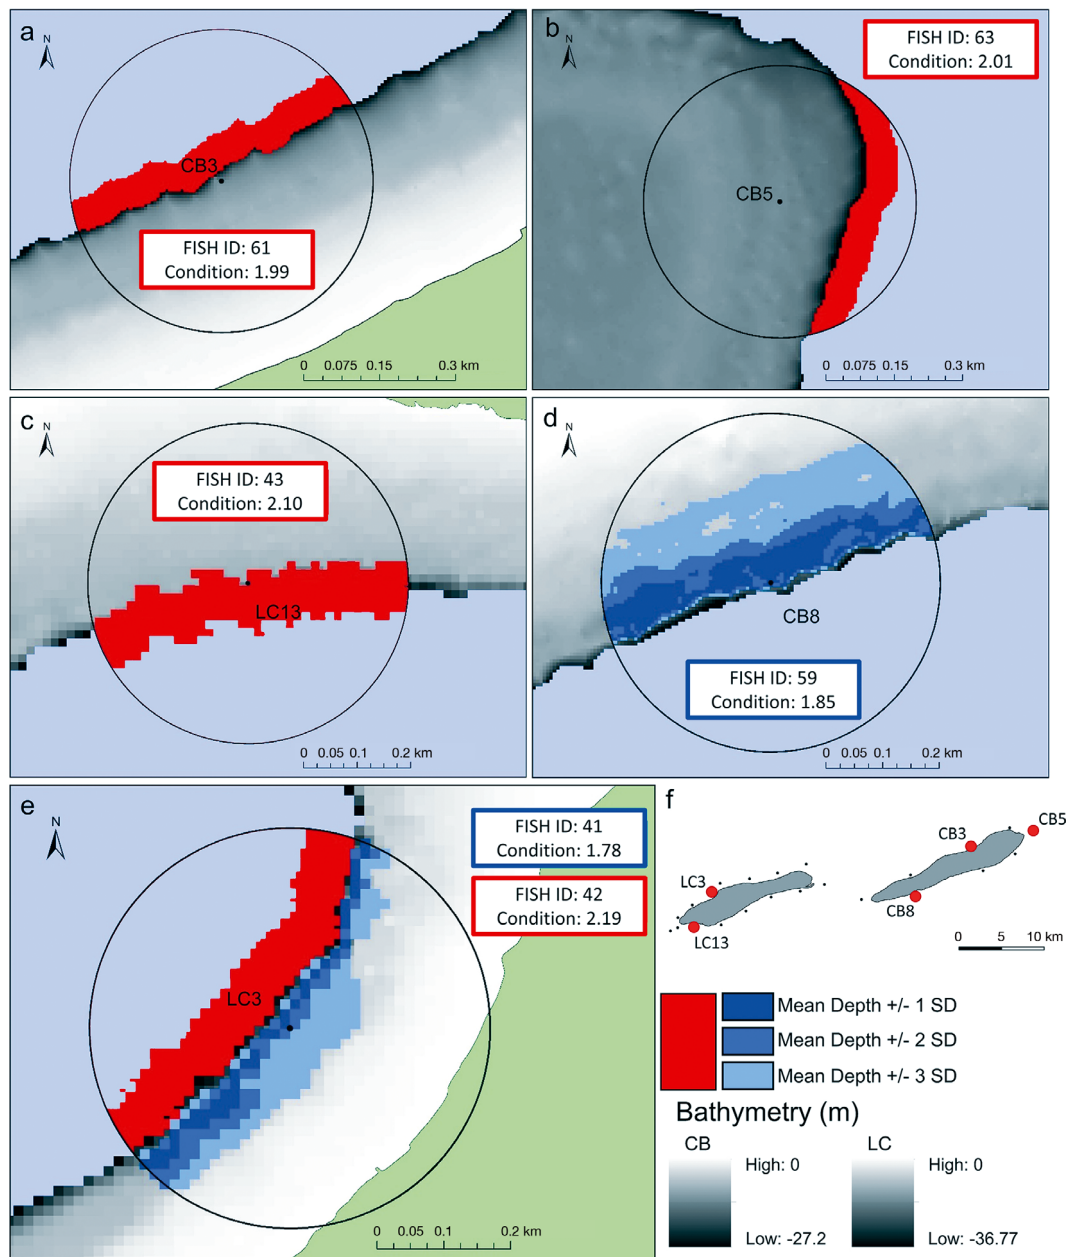 a
N
CB3
FISH ID: 61
Condition: 1.99
0 0.075 0.15 0.3 km
b
N
FISH ID: 63
Condition: 2.01
CB5
0 0.075 0.15 0.3 km
c
N
FISH ID: 43
Condition: 2.10
LC13
0 0.05 0.1 0.2 km
d
N
CB8
FISH ID: 59
Condition: 1.85
0 0.05 0.1 0.2 km
e
N
FISH ID: 41
Condition: 1.78
FISH ID: 42
Condition: 2.19
LC3
0 0.05 0.1 0.2 km
f
CB5
CB3
LC3
CB8
LC13
0 5 10 km
Mean Depth +/- 1 SD
Mean Depth +/- 2 SD
Mean Depth +/- 3 SD
Bathymetry (m)
CB LC
High: 0 High: 0
Low: -27.2 Low: -36.77